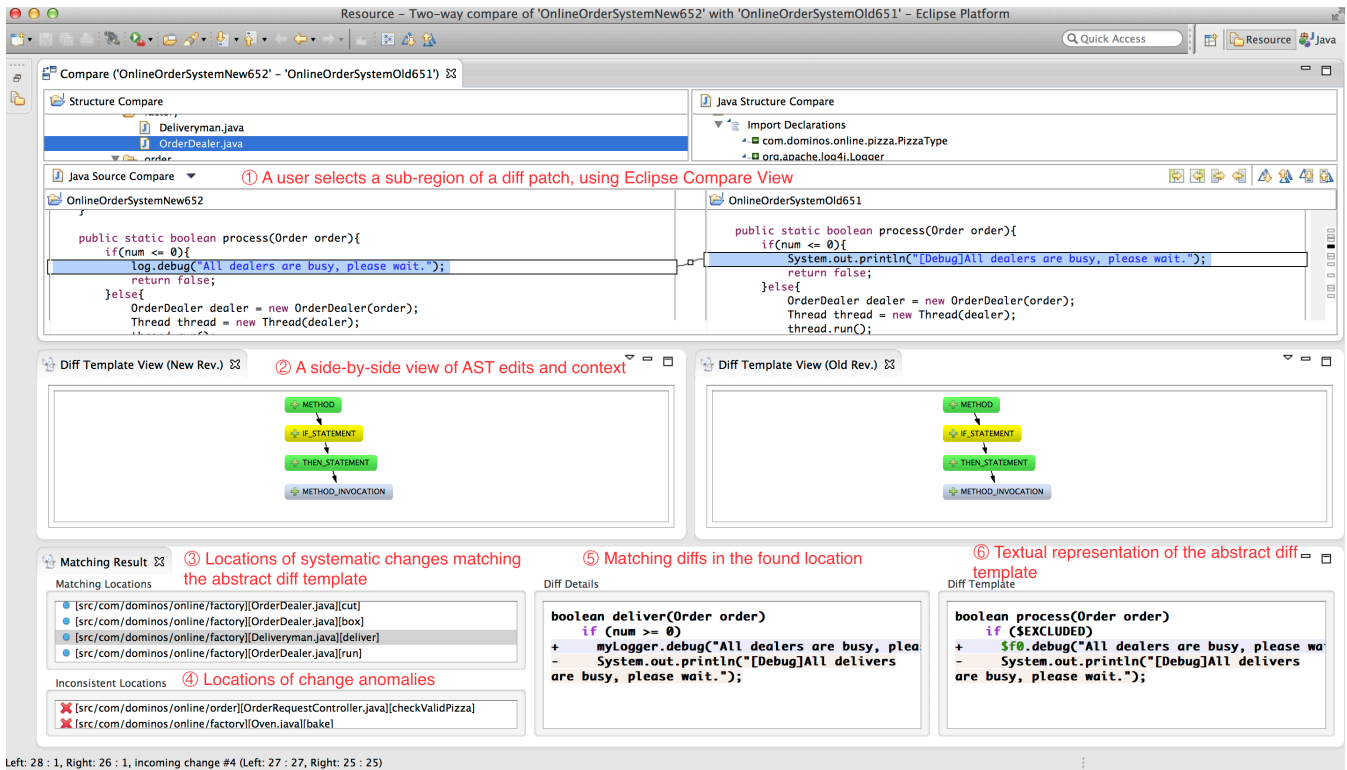 Resource – Two-way compare of 'OnlineOrderSystemNew652' with 'OnlineOrderSystemOld651' – Eclipse Platform
Quick Access
Resource
Java
Compare ('OnlineOrderSystemNew652' – 'OnlineOrderSystemOld651')
Structure Compare
Java Structure Compare
factory
Deliveryman.java
OrderDealer.java
order
Import Declarations
com.dominos.online.pizza.PizzaType
org.apache.log4j.Logger
Java Source Compare
① A user selects a sub-region of a diff patch, using Eclipse Compare View
OnlineOrderSystemNew652
OnlineOrderSystemOld651
}
public static boolean process(Order order){
if(num <= 0){
log.debug("All dealers are busy, please wait.");
return false;
}else{
OrderDealer dealer = new OrderDealer(order);
Thread thread = new Thread(dealer);
thread.run();
public static boolean process(Order order){
if(num <= 0){
System.out.println("[Debug]All dealers are busy, please wait.");
return false;
}else{
OrderDealer dealer = new OrderDealer(order);
Thread thread = new Thread(dealer);
thread.run();
Diff Template View (New Rev.)
② A side-by-side view of AST edits and context
Diff Template View (Old Rev.)
METHOD
IF_STATEMENT
THEN_STATEMENT
METHOD_INVOCATION
METHOD
IF_STATEMENT
THEN_STATEMENT
METHOD_INVOCATION
Matching Result
③ Locations of systematic changes matching
the abstract diff template
Matching Locations
[src/com/dominos/online/factory][OrderDealer.java][cut]
[src/com/dominos/online/factory][OrderDealer.java][box]
[src/com/dominos/online/factory][Deliveryman.java][deliver]
[src/com/dominos/online/factory][OrderDealer.java][run]
Inconsistent Locations
④ Locations of change anomalies
[src/com/dominos/online/order][OrderRequestController.java][checkValidPizza]
[src/com/dominos/online/factory][Oven.java][bake]
⑤ Matching diffs in the found location
Diff Details
boolean deliver(Order order)
if (num >= 0)
+ myLogger.debug("All dealers are busy, plea
- System.out.println("[Debug]All delivers
are busy, please wait.");
⑥ Textual representation of the abstract diff
template
Diff Template
boolean process(Order order)
if ($EXCLUDED)
+ $f0.debug("All dealers are busy, please wa
- System.out.println("[Debug]All delivers
are busy, please wait.");
Left: 28 : 1, Right: 26 : 1, incoming change #4 (Left: 27 : 27, Right: 25 : 25)